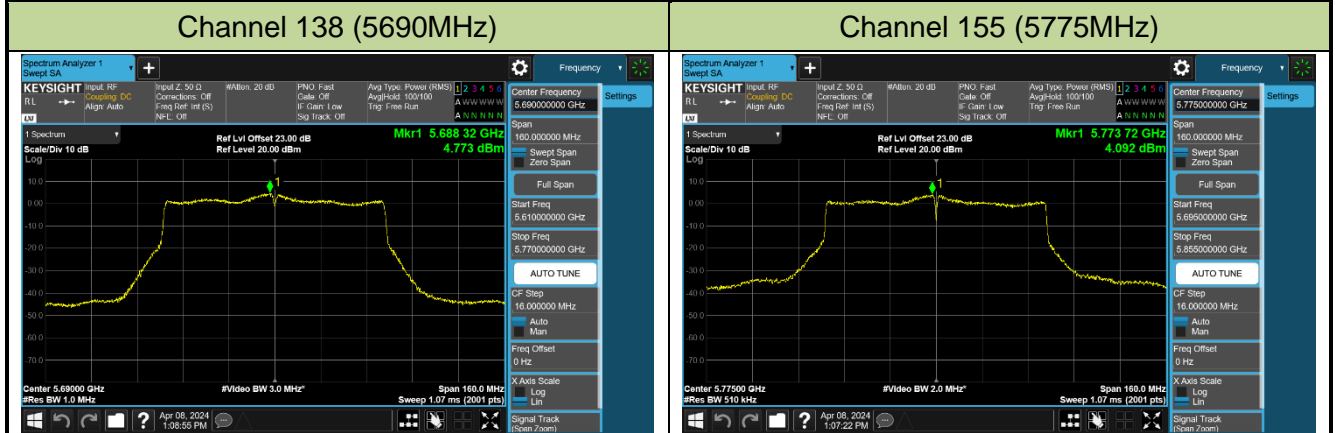 Channel 138 (5690MHz)
Spectrum Analyzer 1
Swept SA
Frequency
KEYSIGHT
RL
LXI
Input: RF
Coupling: DC
Align: Auto
Input Z: 50 Ω
Corrections: Off
Freq Ref: Int (S)
NFE: Off
#Atten: 20 dB
PNO: Fast
Gate: Off
IF Gain: Low
Sig Track: Off
Avg Type: Power (RMS)
Avg|Hold: 100/100
Trig: Free Run
1 2 3 4 5 6
A W W W W W
A N N N N N
1 Spectrum
Scale/Div 10 dB
Log
Ref Lvl Offset 23.00 dB
Ref Level 20.00 dBm
Mkr1 5.688 32 GHz
4.773 dBm
10.0
0.00
-10.0
-20.0
-30.0
-40.0
-50.0
-60.0
-70.0
1
Center 5.69000 GHz
#Res BW 1.0 MHz
#Video BW 3.0 MHz*
Span 160.0 MHz
Sweep 1.07 ms (2001 pts)
Center Frequency
5.690000000 GHz
Settings
Span
160.000000 MHz
Swept Span
Zero Span
Full Span
Start Freq
5.610000000 GHz
Stop Freq
5.770000000 GHz
AUTO TUNE
CF Step
16.000000 MHz
Auto
Man
Freq Offset
0 Hz
X Axis Scale
Log
Lin
Signal Track
(Span Zoom)
Apr 08, 2024
1:08:55 PM
Channel 155 (5775MHz)
Spectrum Analyzer 1
Swept SA
Frequency
KEYSIGHT
RL
LXI
Input: RF
Coupling: DC
Align: Auto
Input Z: 50 Ω
Corrections: Off
Freq Ref: Int (S)
NFE: Off
#Atten: 20 dB
PNO: Fast
Gate: Off
IF Gain: Low
Sig Track: Off
Avg Type: Power (RMS)
Avg|Hold: 100/100
Trig: Free Run
1 2 3 4 5 6
A W W W W W
A N N N N N
1 Spectrum
Scale/Div 10 dB
Log
Ref Lvl Offset 23.00 dB
Ref Level 20.00 dBm
Mkr1 5.773 72 GHz
4.092 dBm
10.0
0.00
-10.0
-20.0
-30.0
-40.0
-50.0
-60.0
-70.0
1
Center 5.77500 GHz
#Res BW 510 kHz
#Video BW 2.0 MHz*
Span 160.0 MHz
Sweep 1.07 ms (2001 pts)
Center Frequency
5.775000000 GHz
Settings
Span
160.000000 MHz
Swept Span
Zero Span
Full Span
Start Freq
5.695000000 GHz
Stop Freq
5.855000000 GHz
AUTO TUNE
CF Step
16.000000 MHz
Auto
Man
Freq Offset
0 Hz
X Axis Scale
Log
Lin
Signal Track
(Span Zoom)
Apr 08, 2024
1:07:22 PM